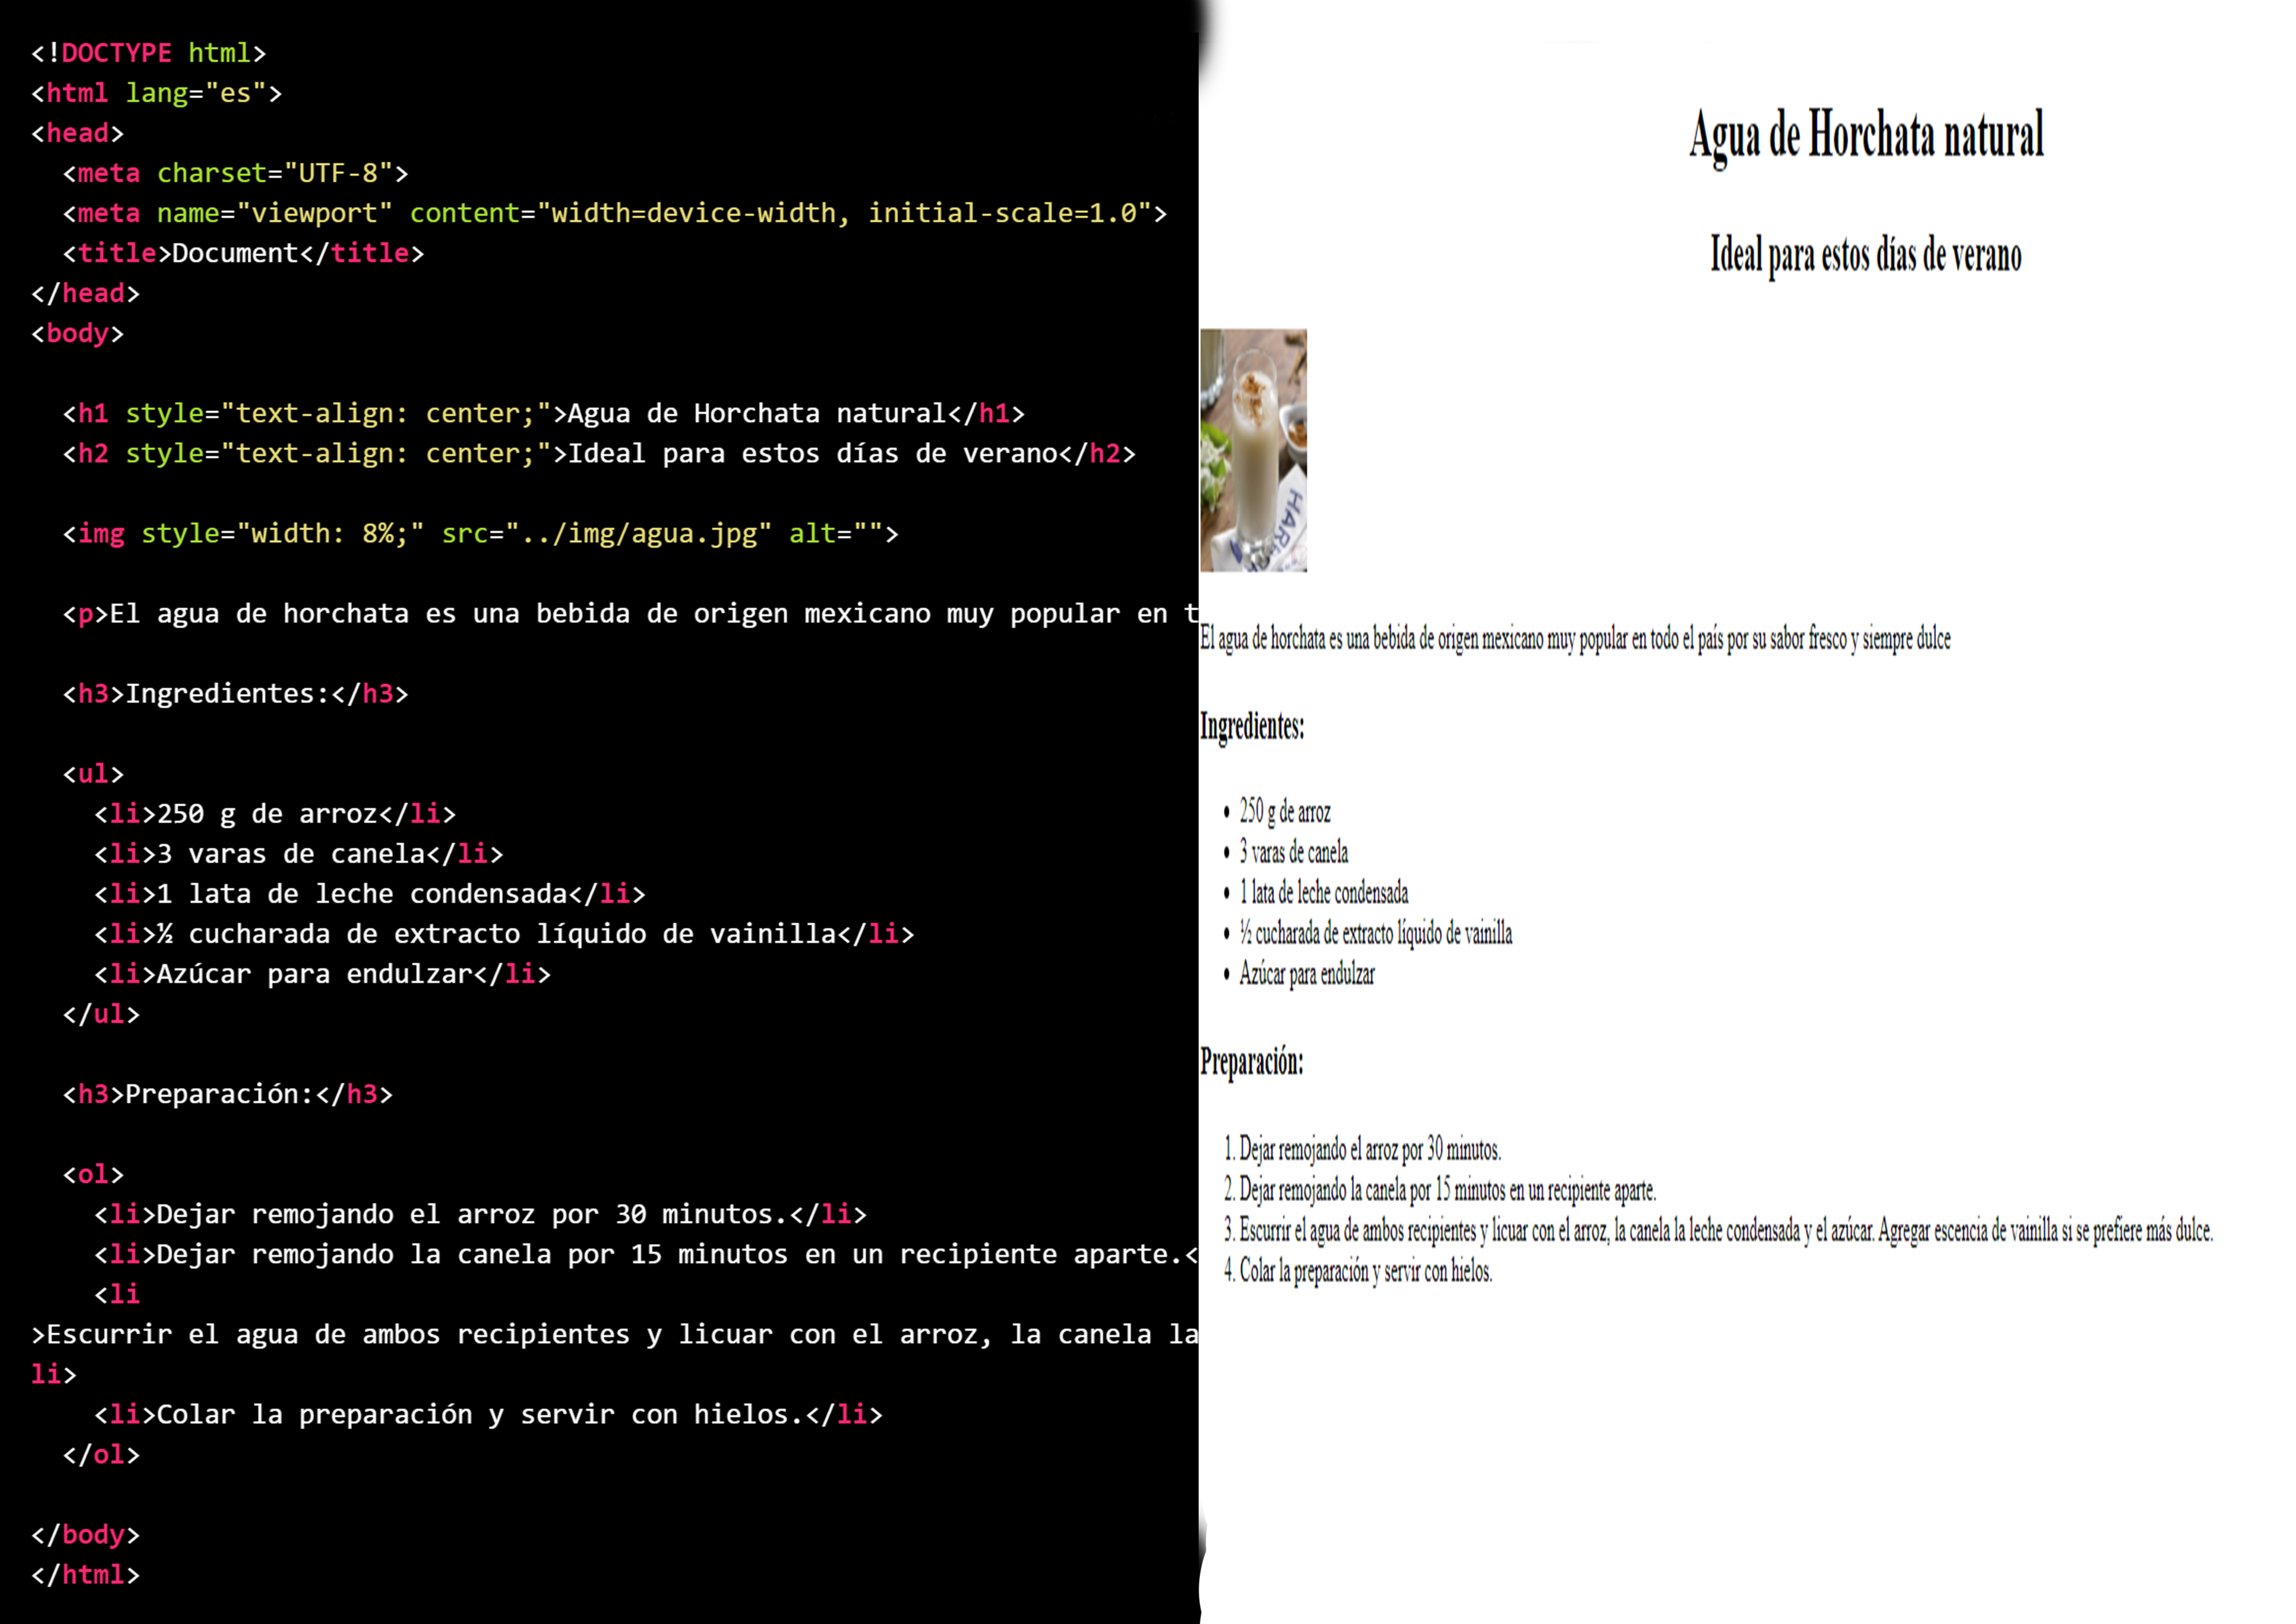 <!DOCTYPE html>
<html lang="es">
<head>
<meta charset="UTF-8">
<meta name="viewport" content="width=device-width, initial-scale=1.0">
<title>Document</title>
</head>
<body>
<h1 style="text-align: center;">Agua de Horchata natural</h1>
<h2 style="text-align: center;">Ideal para estos días de verano</h2>
<img style="width: 8%;" src="../img/agua.jpg" alt="">
<p>El agua de horchata es una bebida de origen mexicano muy popular en t
<h3>Ingredientes:</h3>
<ul>
<li>250 g de arroz</li>
<li>3 varas de canela</li>
<li>1 lata de leche condensada</li>
<li>½ cucharada de extracto líquido de vainilla</li>
<li>Azúcar para endulzar</li>
</ul>
<h3>Preparación:</h3>
<ol>
<li>Dejar remojando el arroz por 30 minutos.</li>
<li>Dejar remojando la canela por 15 minutos en un recipiente aparte.<
<li
>Escurrir el agua de ambos recipientes y licuar con el arroz, la canela la
li>
<li>Colar la preparación y servir con hielos.</li>
</ol>
</body>
</html>
Agua de Horchata natural
Ideal para estos días de verano
HARI
El agua de horchata es una bebida de origen mexicano muy popular en todo el país por su sabor fresco y siempre dulce
Ingredientes:
• 250 g de arroz
• 3 varas de canela
• 1 lata de leche condensada
• ½ cucharada de extracto líquido de vainilla
• Azúcar para endulzar
Preparación:
1. Dejar remojando el arroz por 30 minutos.
2. Dejar remojando la canela por 15 minutos en un recipiente aparte.
3. Escurrir el agua de ambos recipientes y licuar con el arroz, la canela la leche condensada y el azúcar. Agregar escencia de vainilla si se prefiere más dulce.
4. Colar la preparación y servir con hielos.